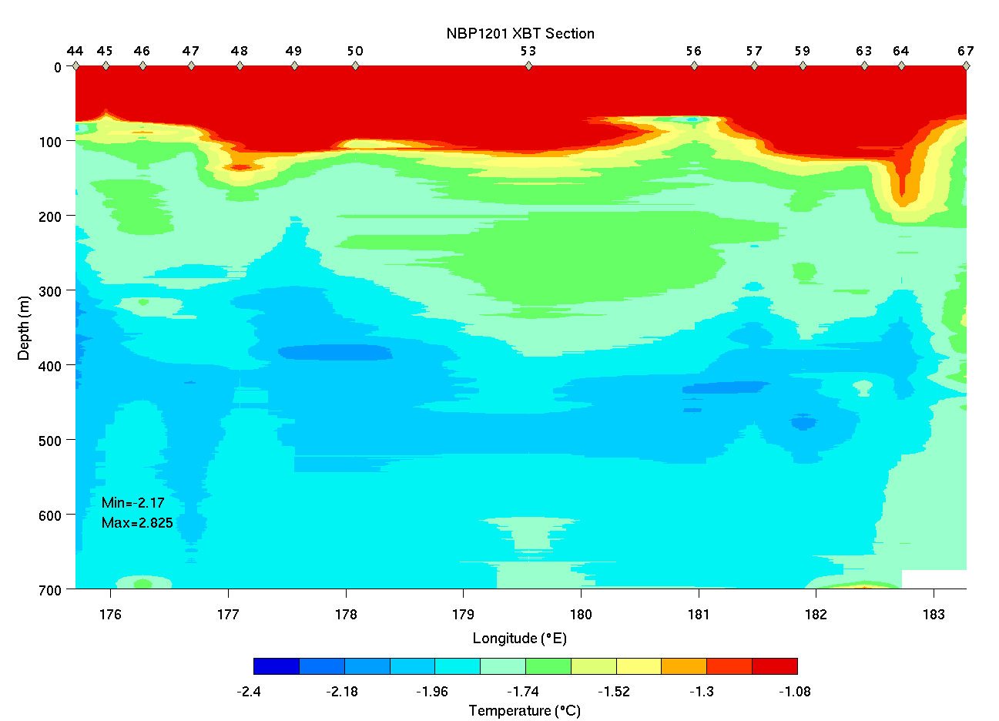 NBP1201 XBT Section
44 45 46 47 48 49 50 53 56 57 59 63 64 67
0
100
200
300
400
500
600
700
Depth (m)
Min=-2.17
Max=2.825
176 177 178 179 180 181 182 183
Longitude (°E)
-2.4 -2.18 -1.96 -1.74 -1.52 -1.3 -1.08
Temperature (°C)